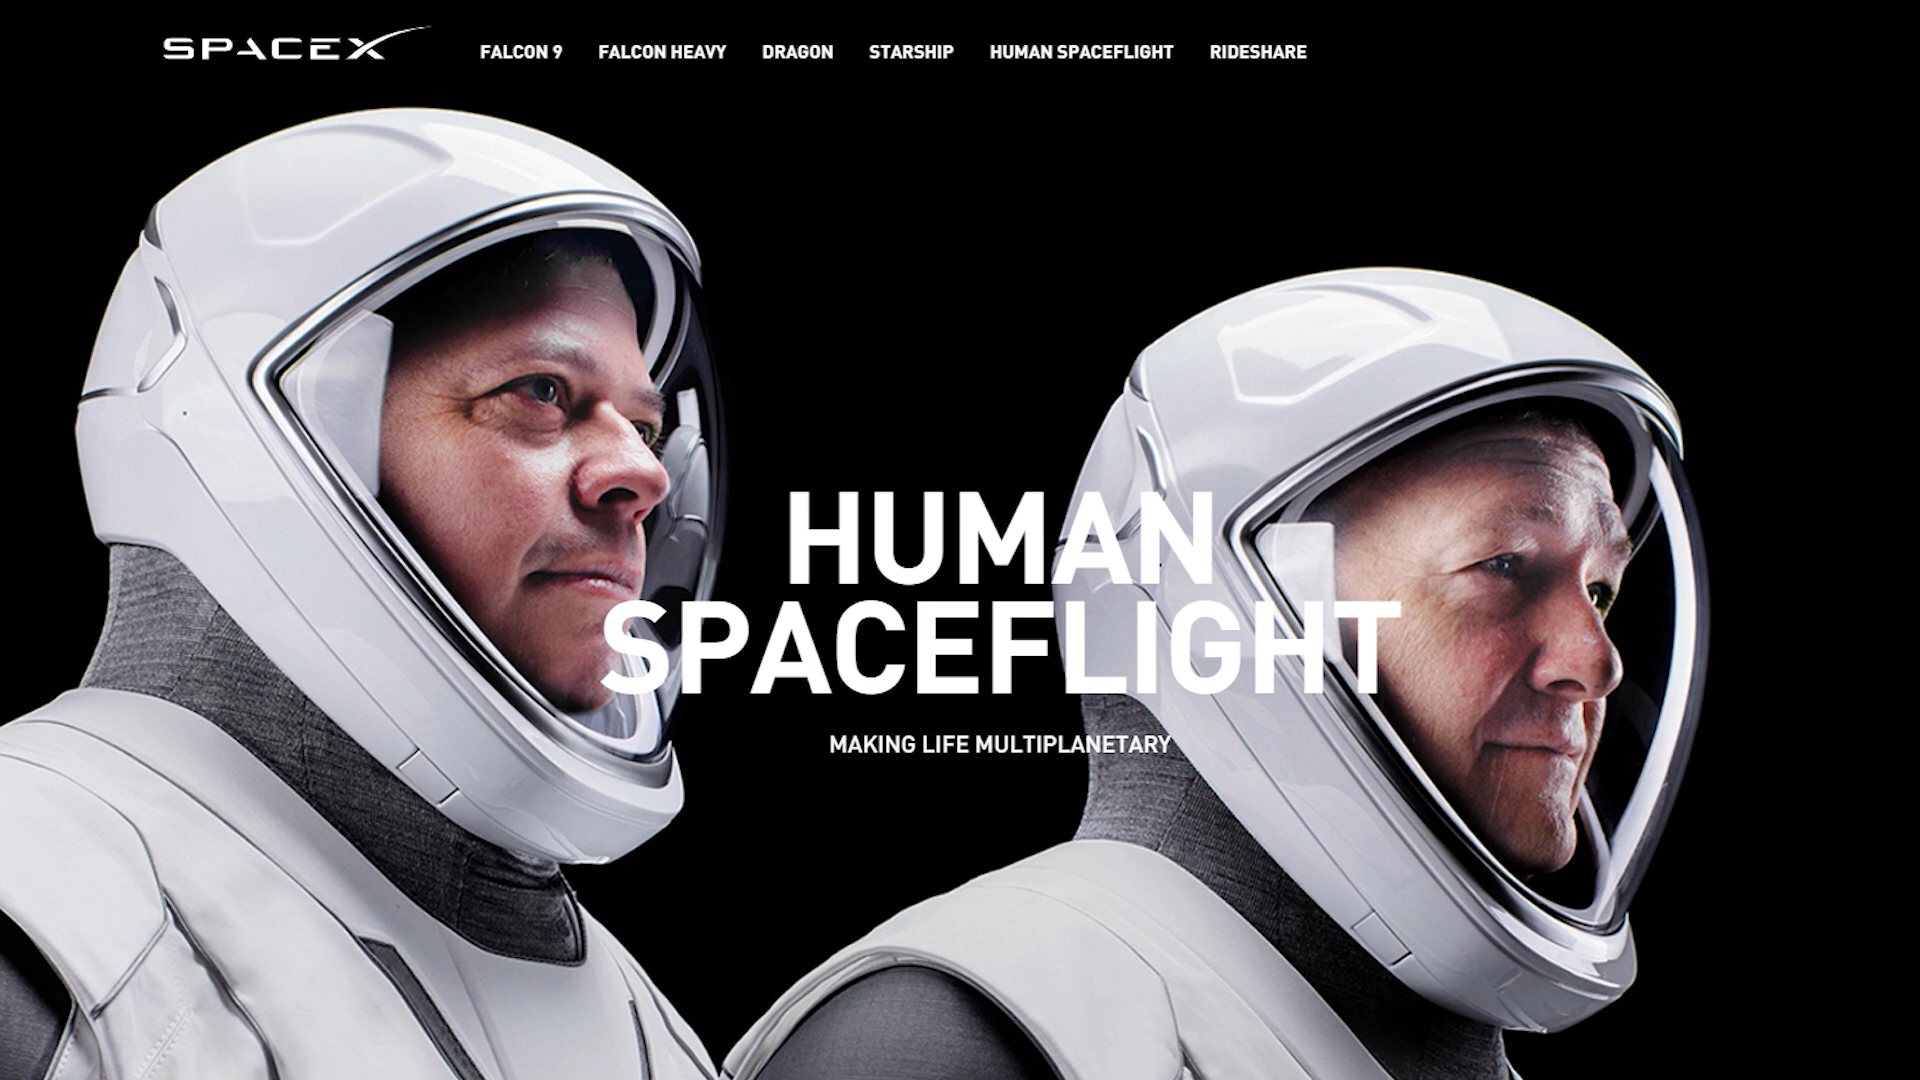 SPACEX
FALCON 9 FALCON HEAVY DRAGON STARSHIP HUMAN SPACEFLIGHT RIDESHARE
HUMAN
SPACEFLIGHT
MAKING LIFE MULTIPLANETARY